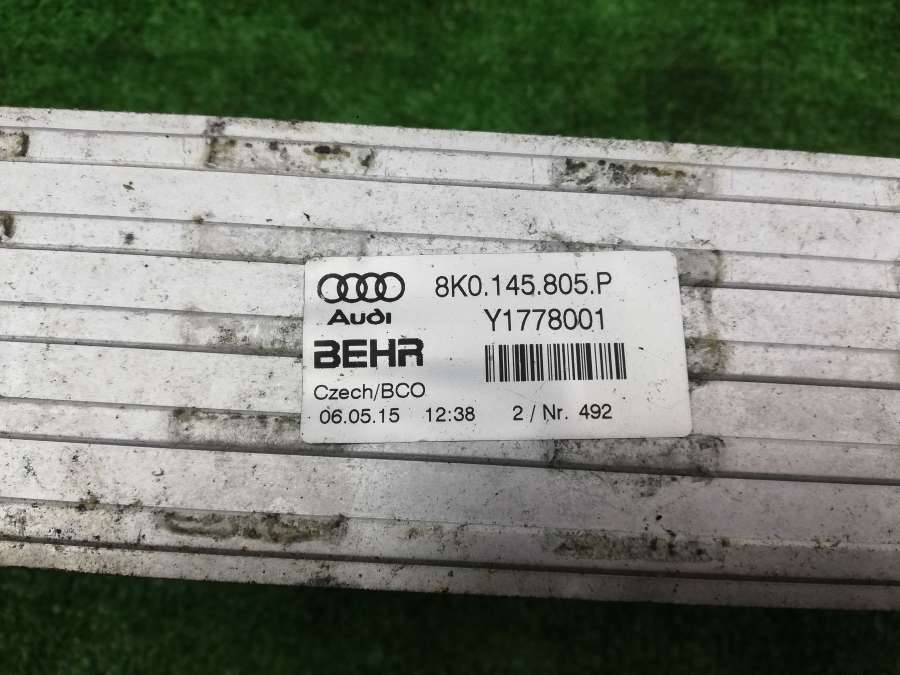 8K0.145.805.P
Audi
Y1778001
BEHR
Czech/BCO
06.05.15 12:38 2 / Nr. 492